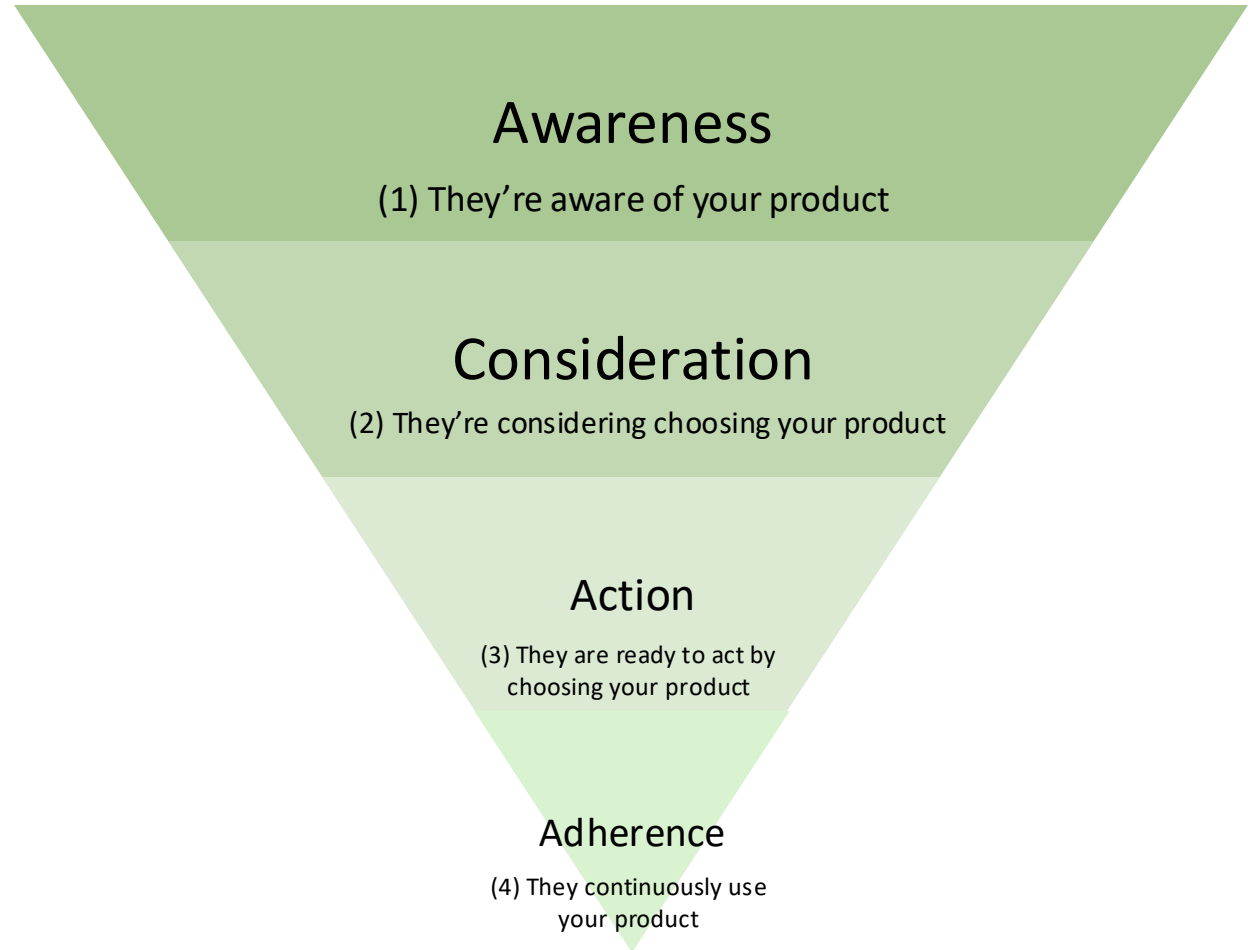 Awareness
(1) They’re aware of your product
Consideration
(2) They’re considering choosing your product
Action
(3) They are ready to act by
choosing your product
Adherence
(4) They continuously use
your product